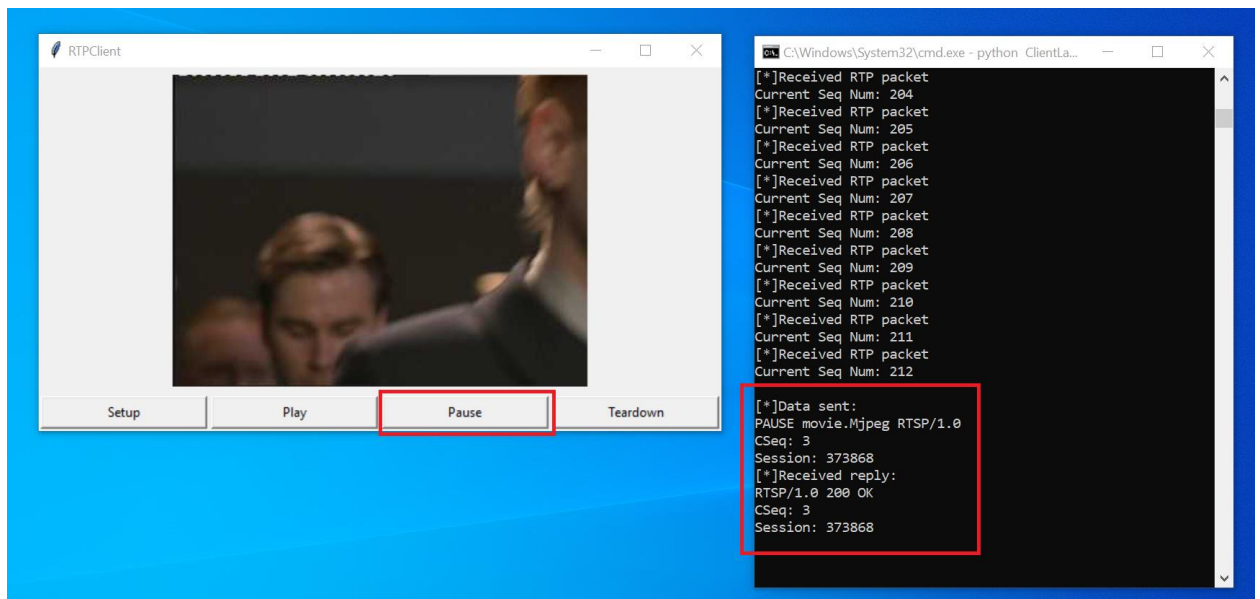 RTPClient
Setup
Play
Pause
Teardown
C:\Windows\System32\cmd.exe - python ClientLa...
[*]Received RTP packet
Current Seq Num: 204
[*]Received RTP packet
Current Seq Num: 205
[*]Received RTP packet
Current Seq Num: 206
[*]Received RTP packet
Current Seq Num: 207
[*]Received RTP packet
Current Seq Num: 208
[*]Received RTP packet
Current Seq Num: 209
[*]Received RTP packet
Current Seq Num: 210
[*]Received RTP packet
Current Seq Num: 211
[*]Received RTP packet
Current Seq Num: 212
[*]Data sent:
PAUSE movie.Mjpeg RTSP/1.0
CSeq: 3
Session: 373868
[*]Received reply:
RTSP/1.0 200 OK
CSeq: 3
Session: 373868